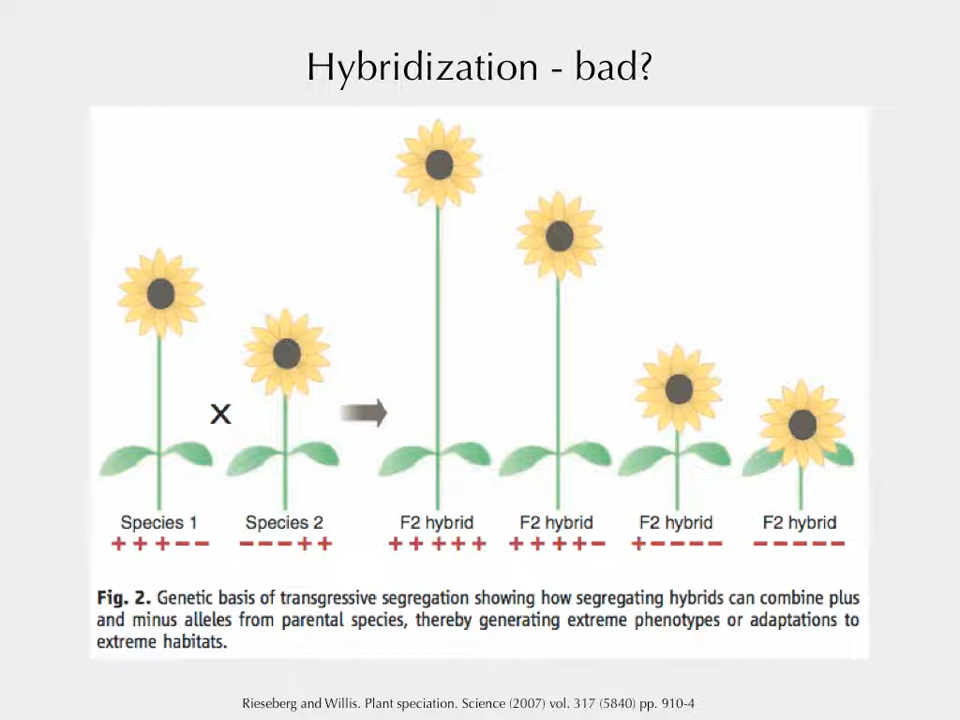 Hybridization - bad?
X
Species 1
Species 2
F2 hybrid
F2 hybrid
F2 hybrid
F2 hybrid
+ + + − −
− − − + +
+ + + + +
+ + + + −
+ − − − −
− − − − −
Fig. 2. Genetic basis of transgressive segregation showing how segregating hybrids can combine plus
and minus alleles from parental species, thereby generating extreme phenotypes or adaptations to
extreme habitats.
Rieseberg and Willis. Plant speciation. Science (2007) vol. 317 (5840) pp. 910-4